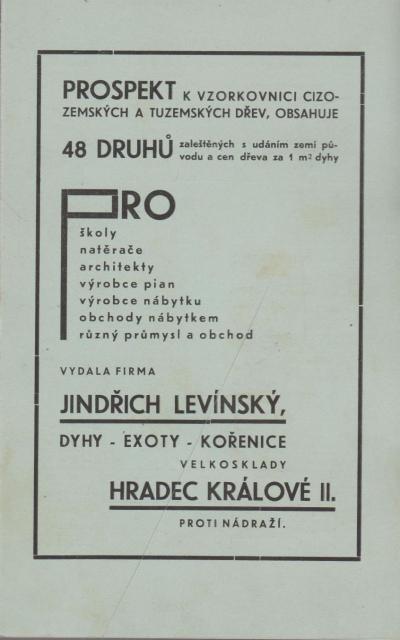 PROSPEKT K VZORKOVNICI CIZO-
ZEMSKÝCH A TUZEMSKÝCH DŘEV, OBSAHUJE
48 DRUHŮ zaleštěných s udáním zemi pů-
vodu a cen dřeva za 1 m² dyhy
PRO
školy
natěrače
architekty
výrobce pian
výrobce nábytku
obchody nábytkem
různý průmysl a obchod
VYDALA FIRMA
JINDŘICH LEVÍNSKÝ,
DYHY - EXOTY - KOŘENICE
VELKOSKLADY
HRADEC KRÁLOVÉ II.
PROTI NÁDRAŽÍ.